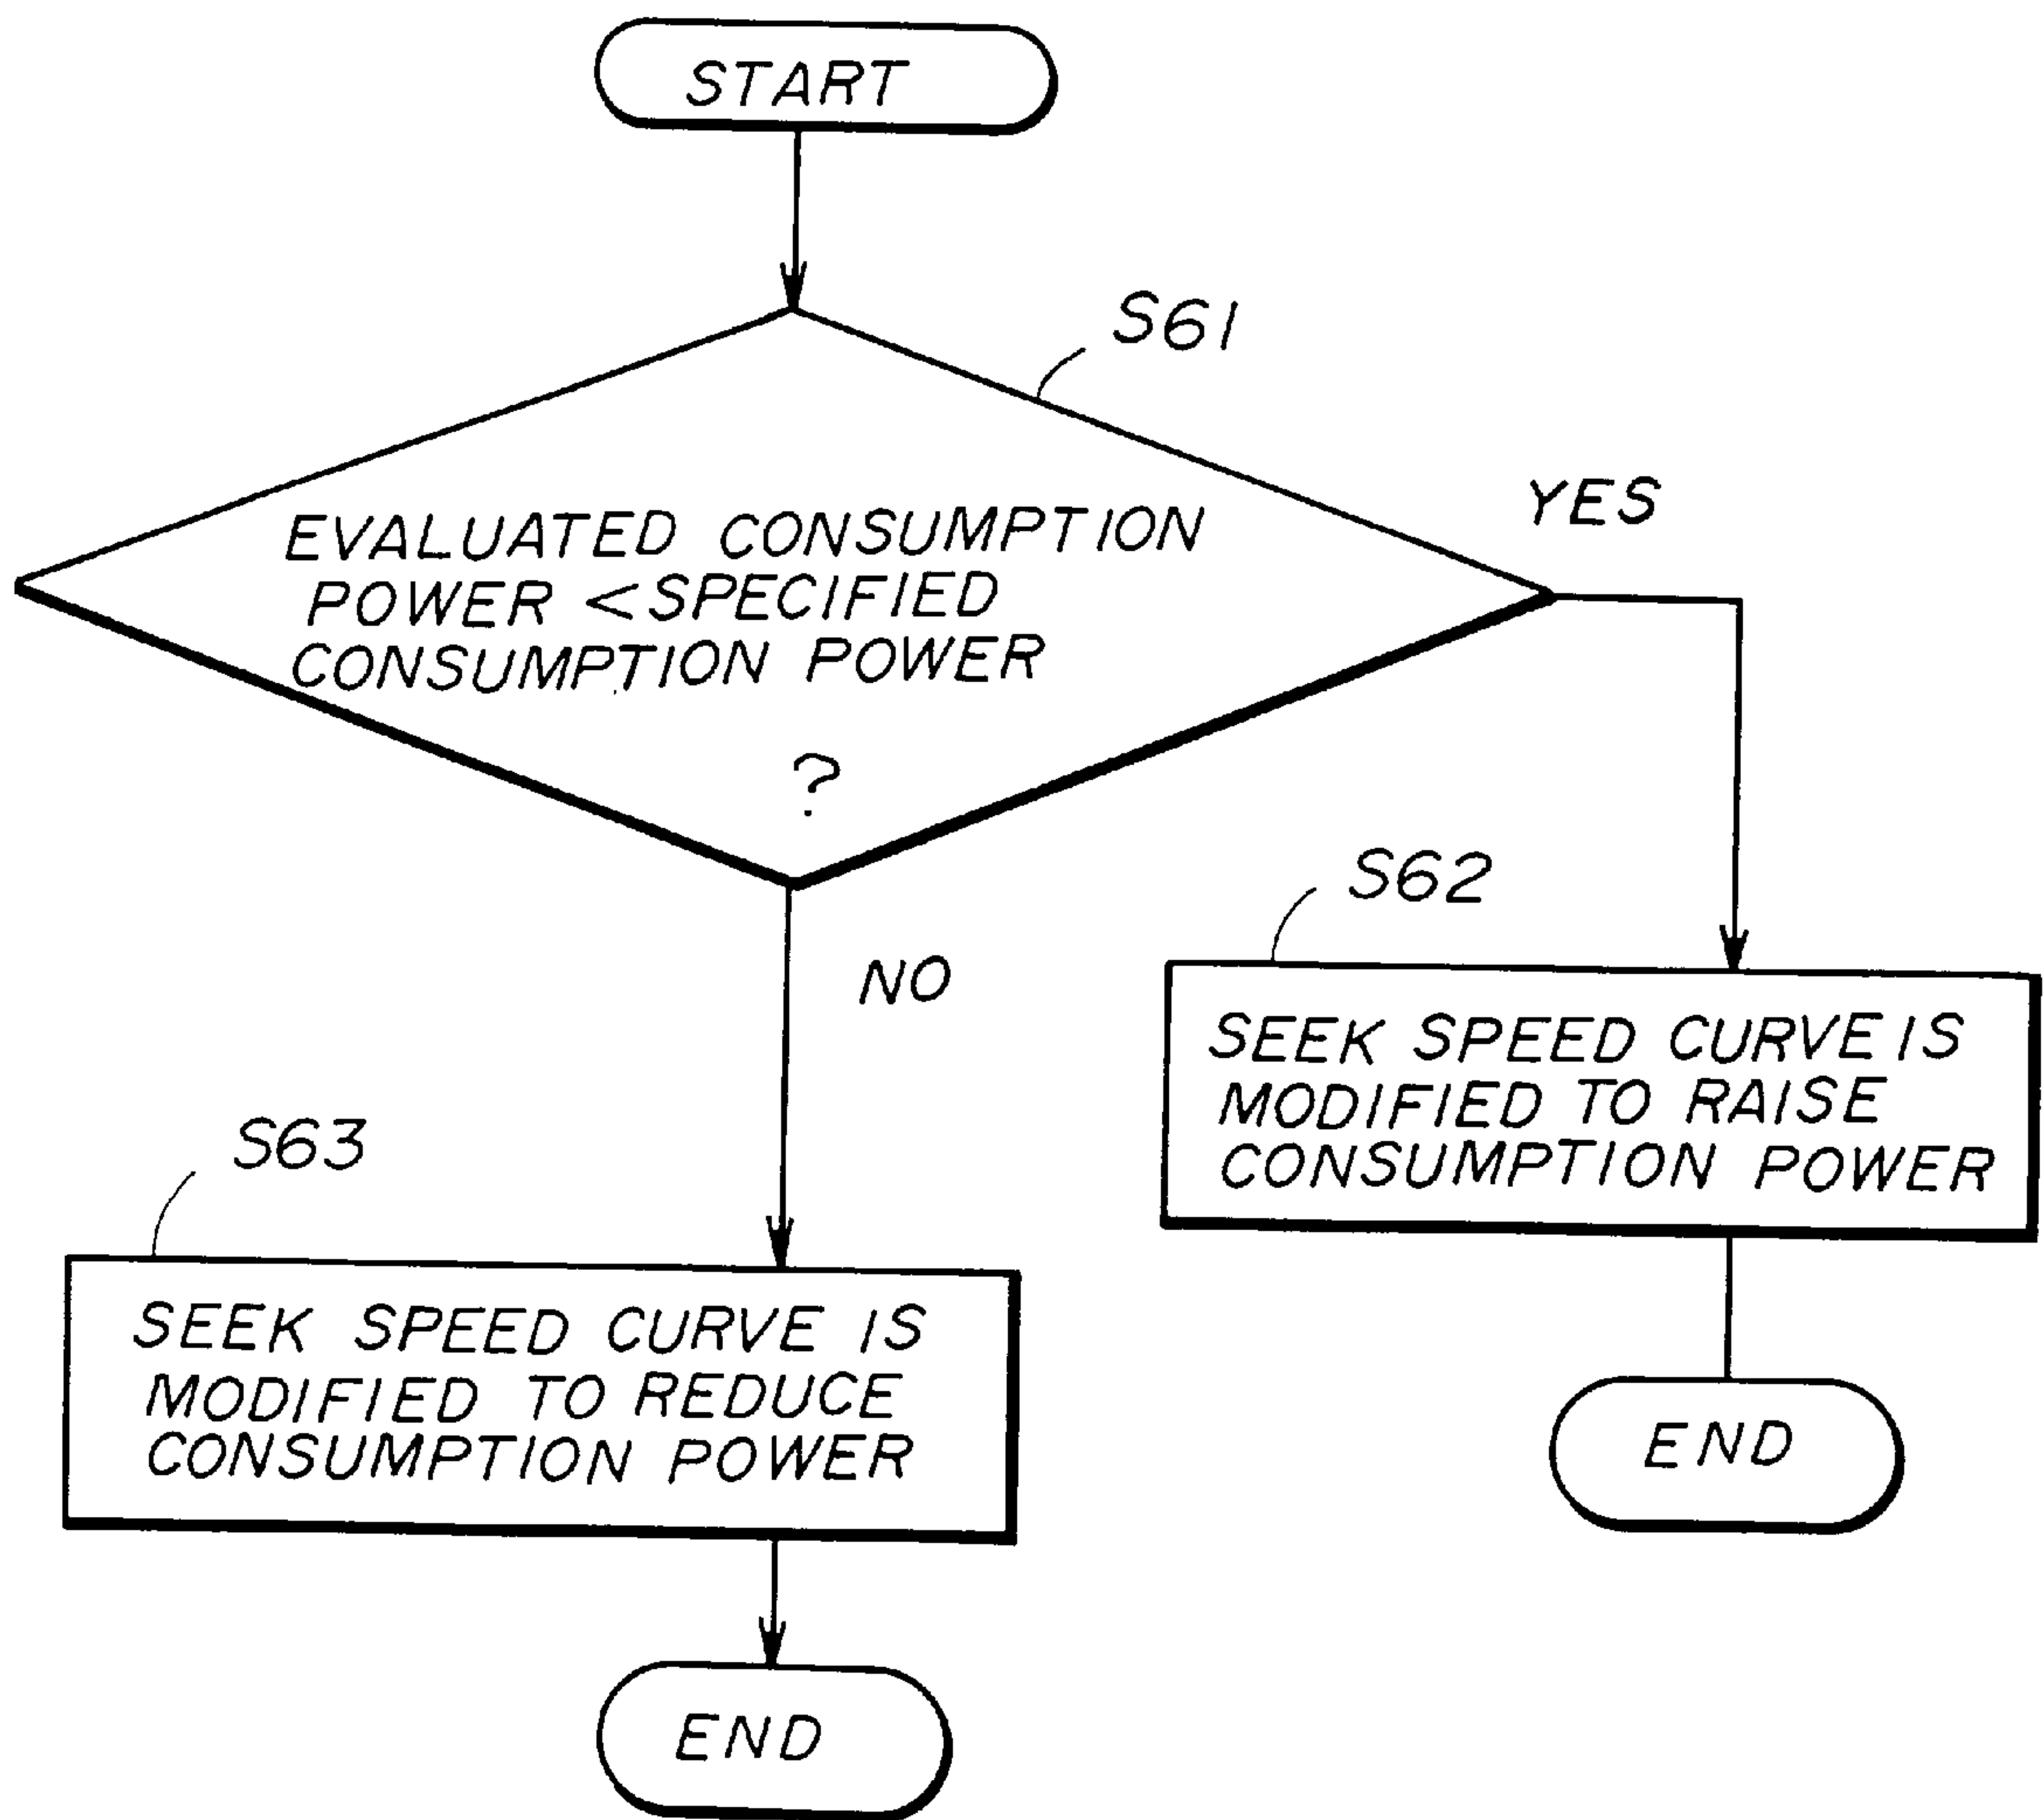 START
S61
YES
EVALUATED CONSUMPTION
POWER < SPECIFIED
CONSUMPTION POWER
?
S62
NO
SEEK SPEED CURVE IS
MODIFIED TO RAISE
CONSUMPTION POWER
S63
SEEK SPEED CURVE IS
MODIFIED TO REDUCE
CONSUMPTION POWER
END
END